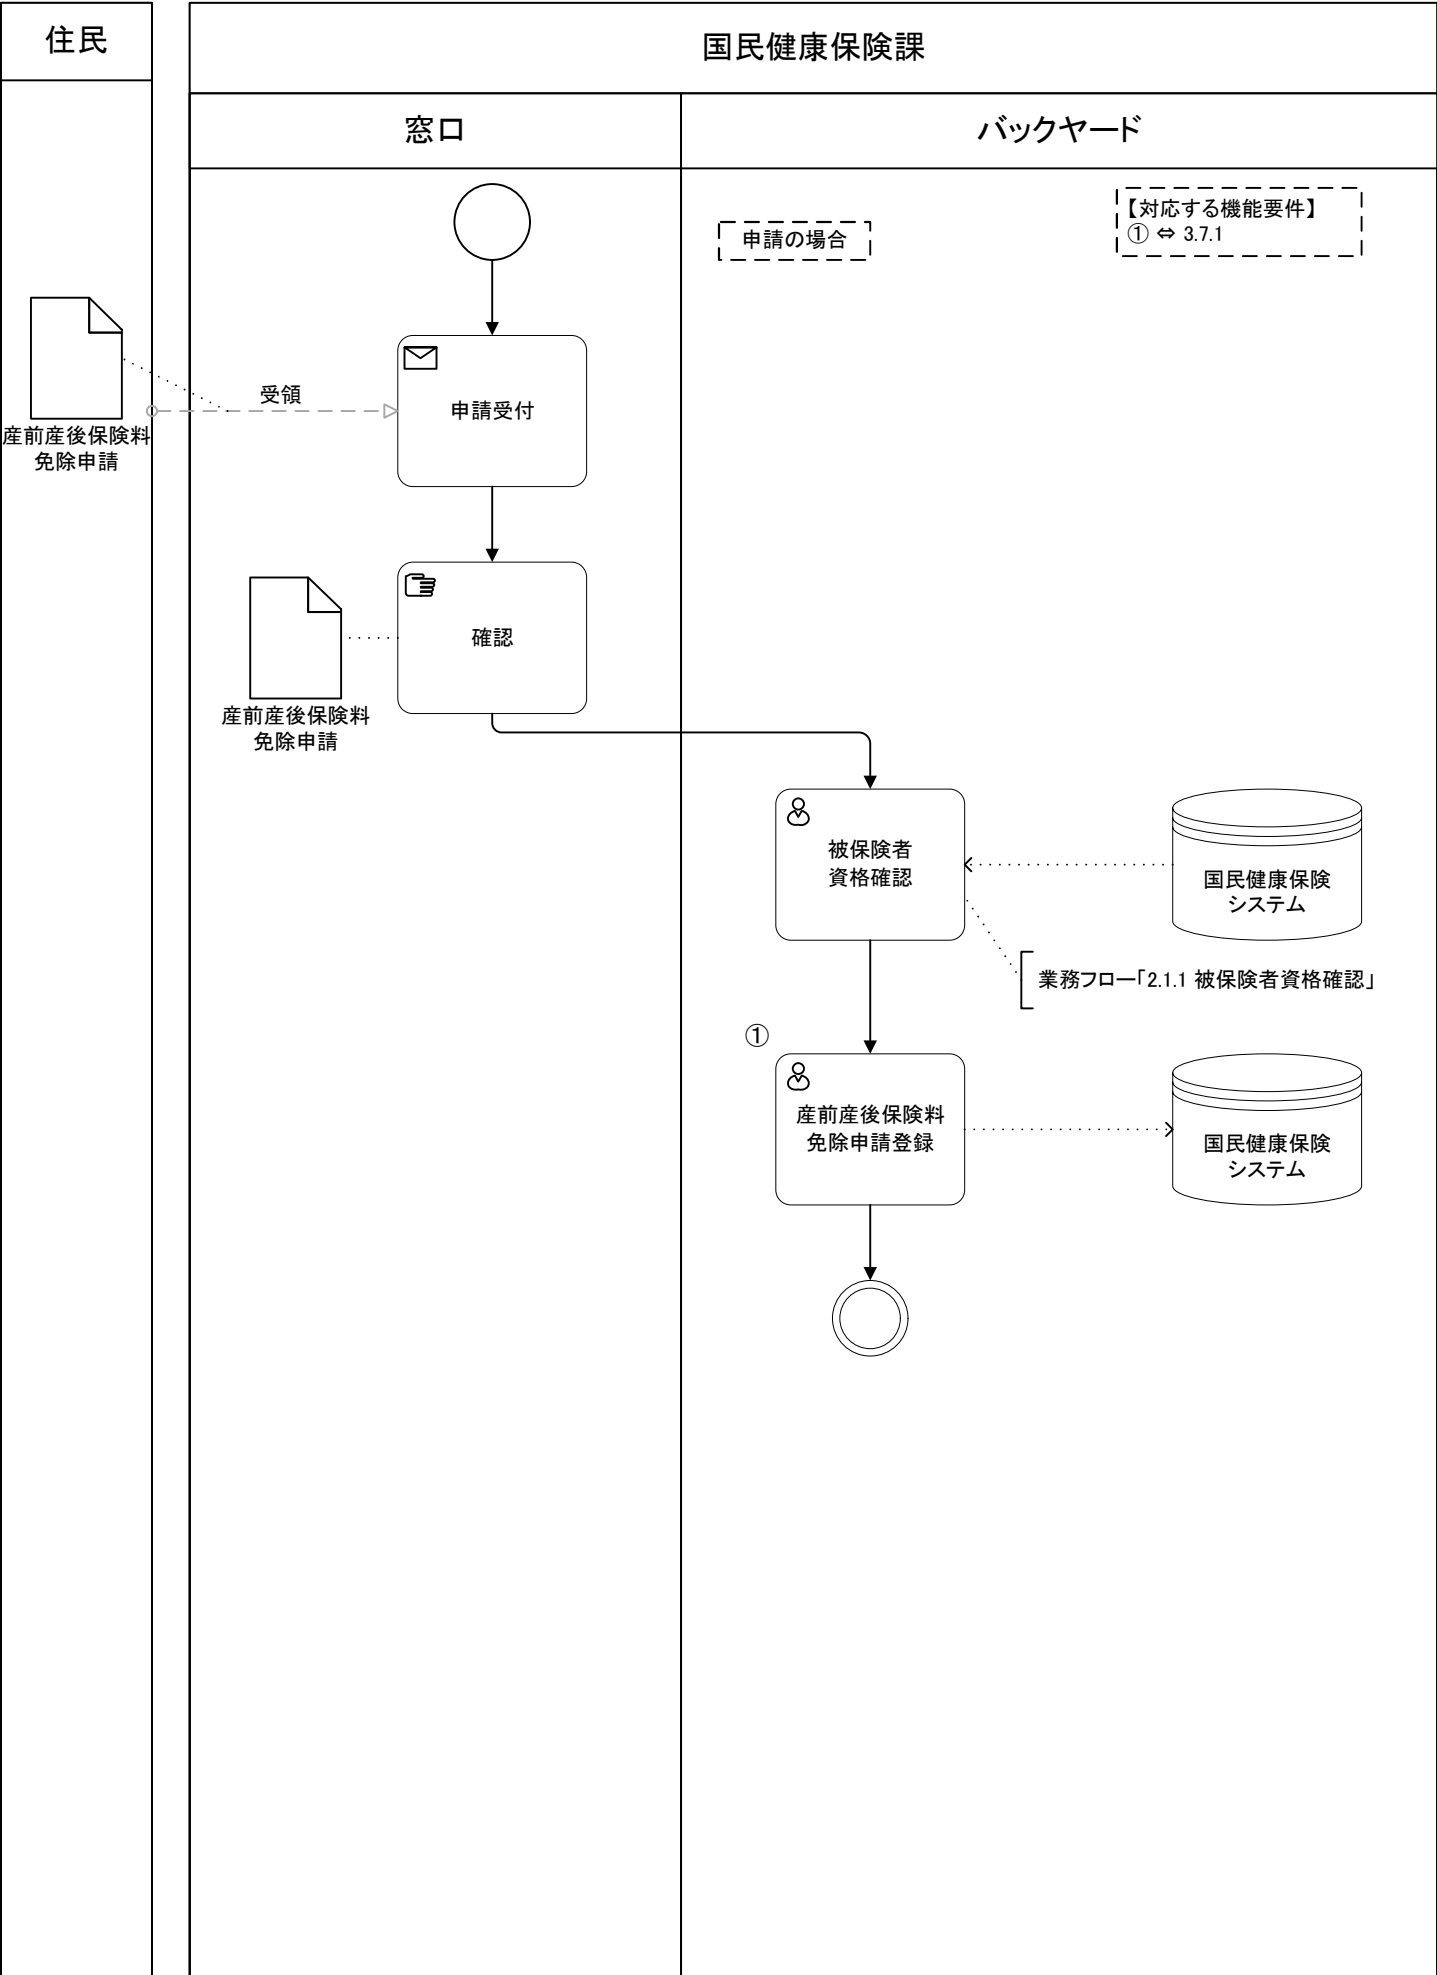 住民
国民健康保険課
窓口
バックヤード
申請の場合
【対応する機能要件】
① ⇔ 3.7.1
産前産後保険料
免除申請
受領
申請受付
確認
産前産後保険料
免除申請
被保険者
資格確認
国民健康保険
システム
業務フロー「2.1.1 被保険者資格確認」
①
産前産後保険料
免除申請登録
国民健康保険
システム